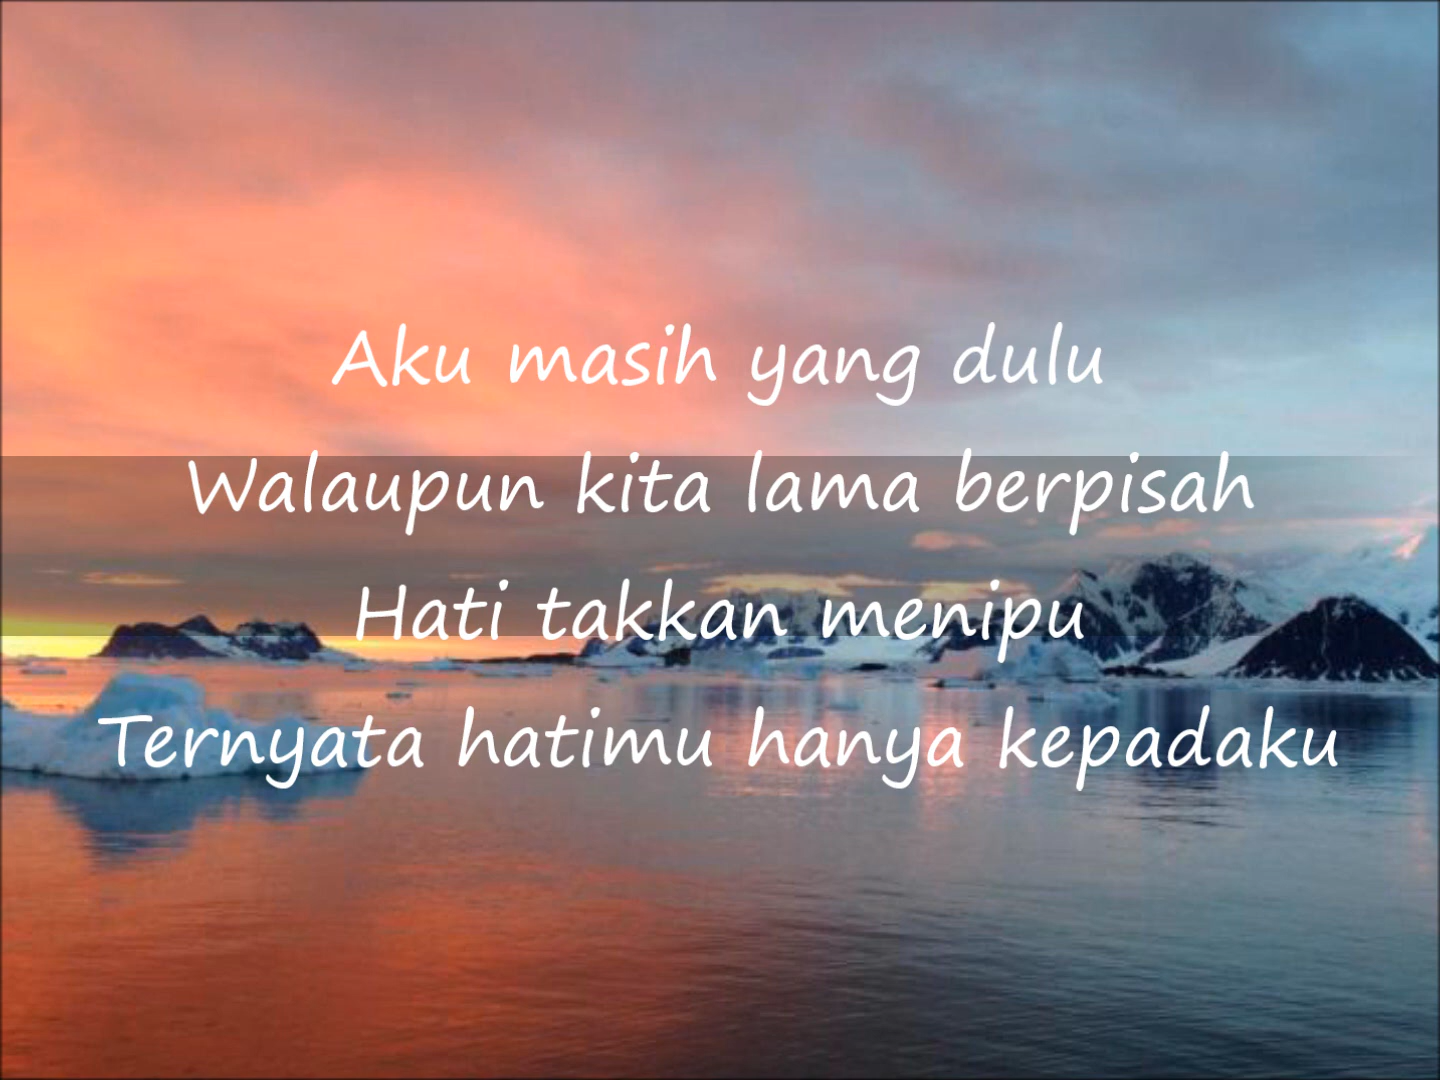 Aku masih yang dulu
Walaupun kita lama berpisah
Hati takkan menipu
Ternyata hatimu hanya kepadaku